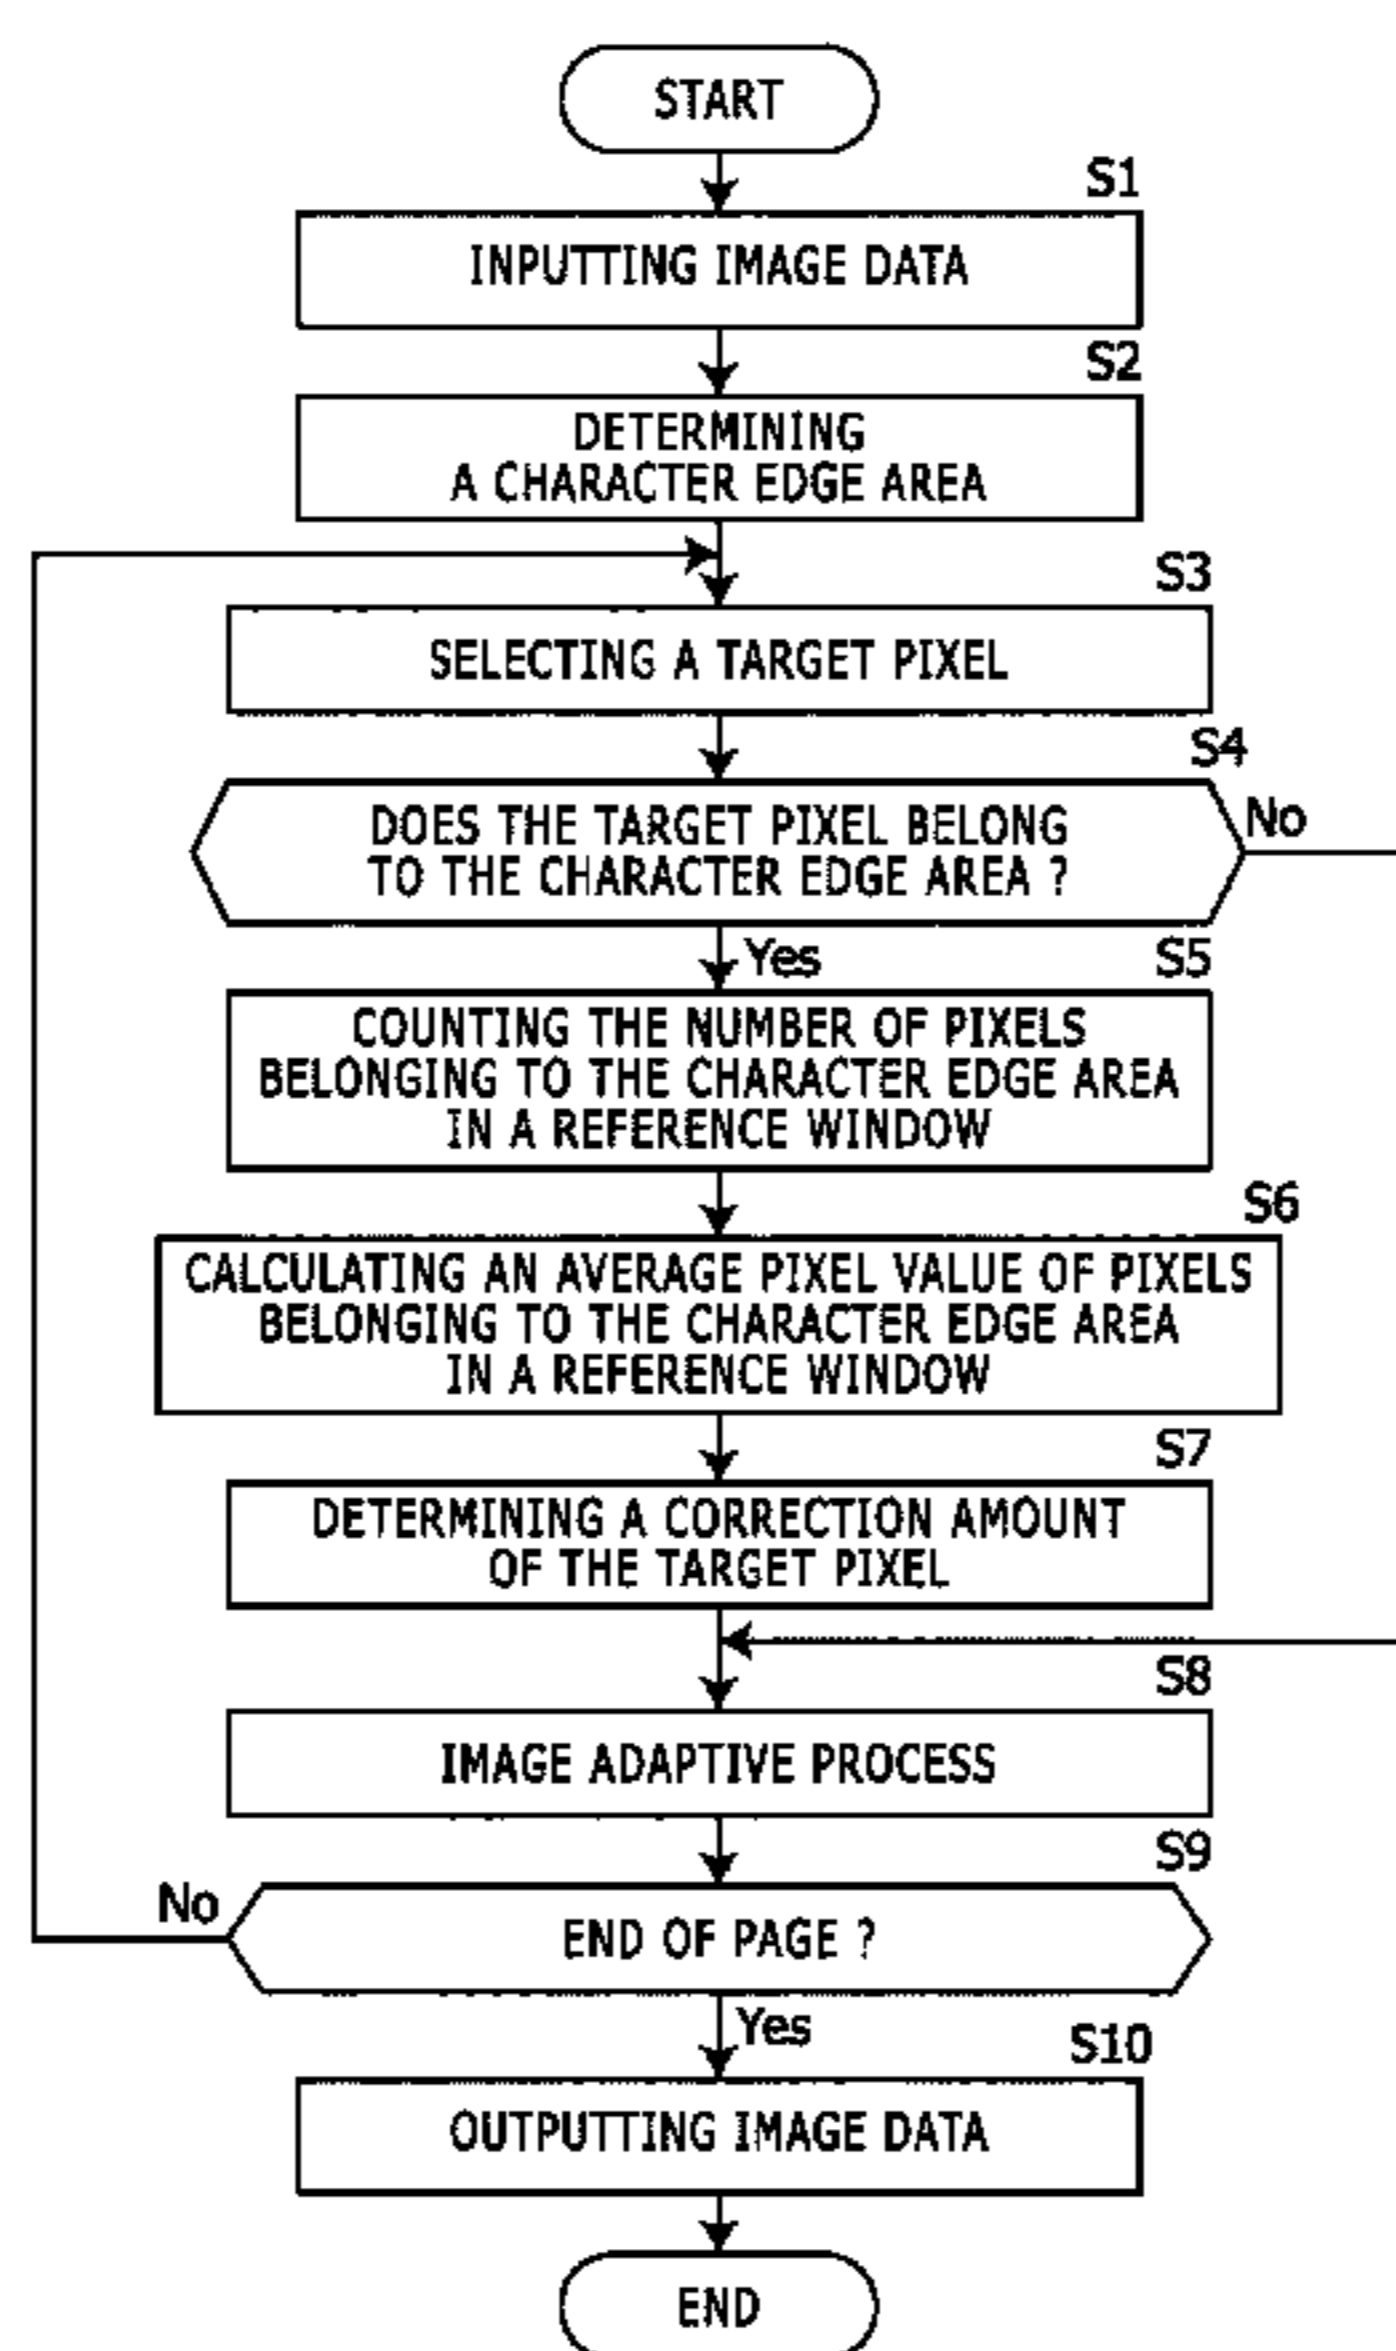 START
S1
INPUTTING IMAGE DATA
S2
DETERMINING
A CHARACTER EDGE AREA
S3
SELECTING A TARGET PIXEL
S4
DOES THE TARGET PIXEL BELONG
TO THE CHARACTER EDGE AREA ?
No
Yes
S5
COUNTING THE NUMBER OF PIXELS
BELONGING TO THE CHARACTER EDGE AREA
IN A REFERENCE WINDOW
S6
CALCULATING AN AVERAGE PIXEL VALUE OF PIXELS
BELONGING TO THE CHARACTER EDGE AREA
IN A REFERENCE WINDOW
S7
DETERMINING A CORRECTION AMOUNT
OF THE TARGET PIXEL
S8
IMAGE ADAPTIVE PROCESS
S9
No
END OF PAGE ?
Yes
S10
OUTPUTTING IMAGE DATA
END